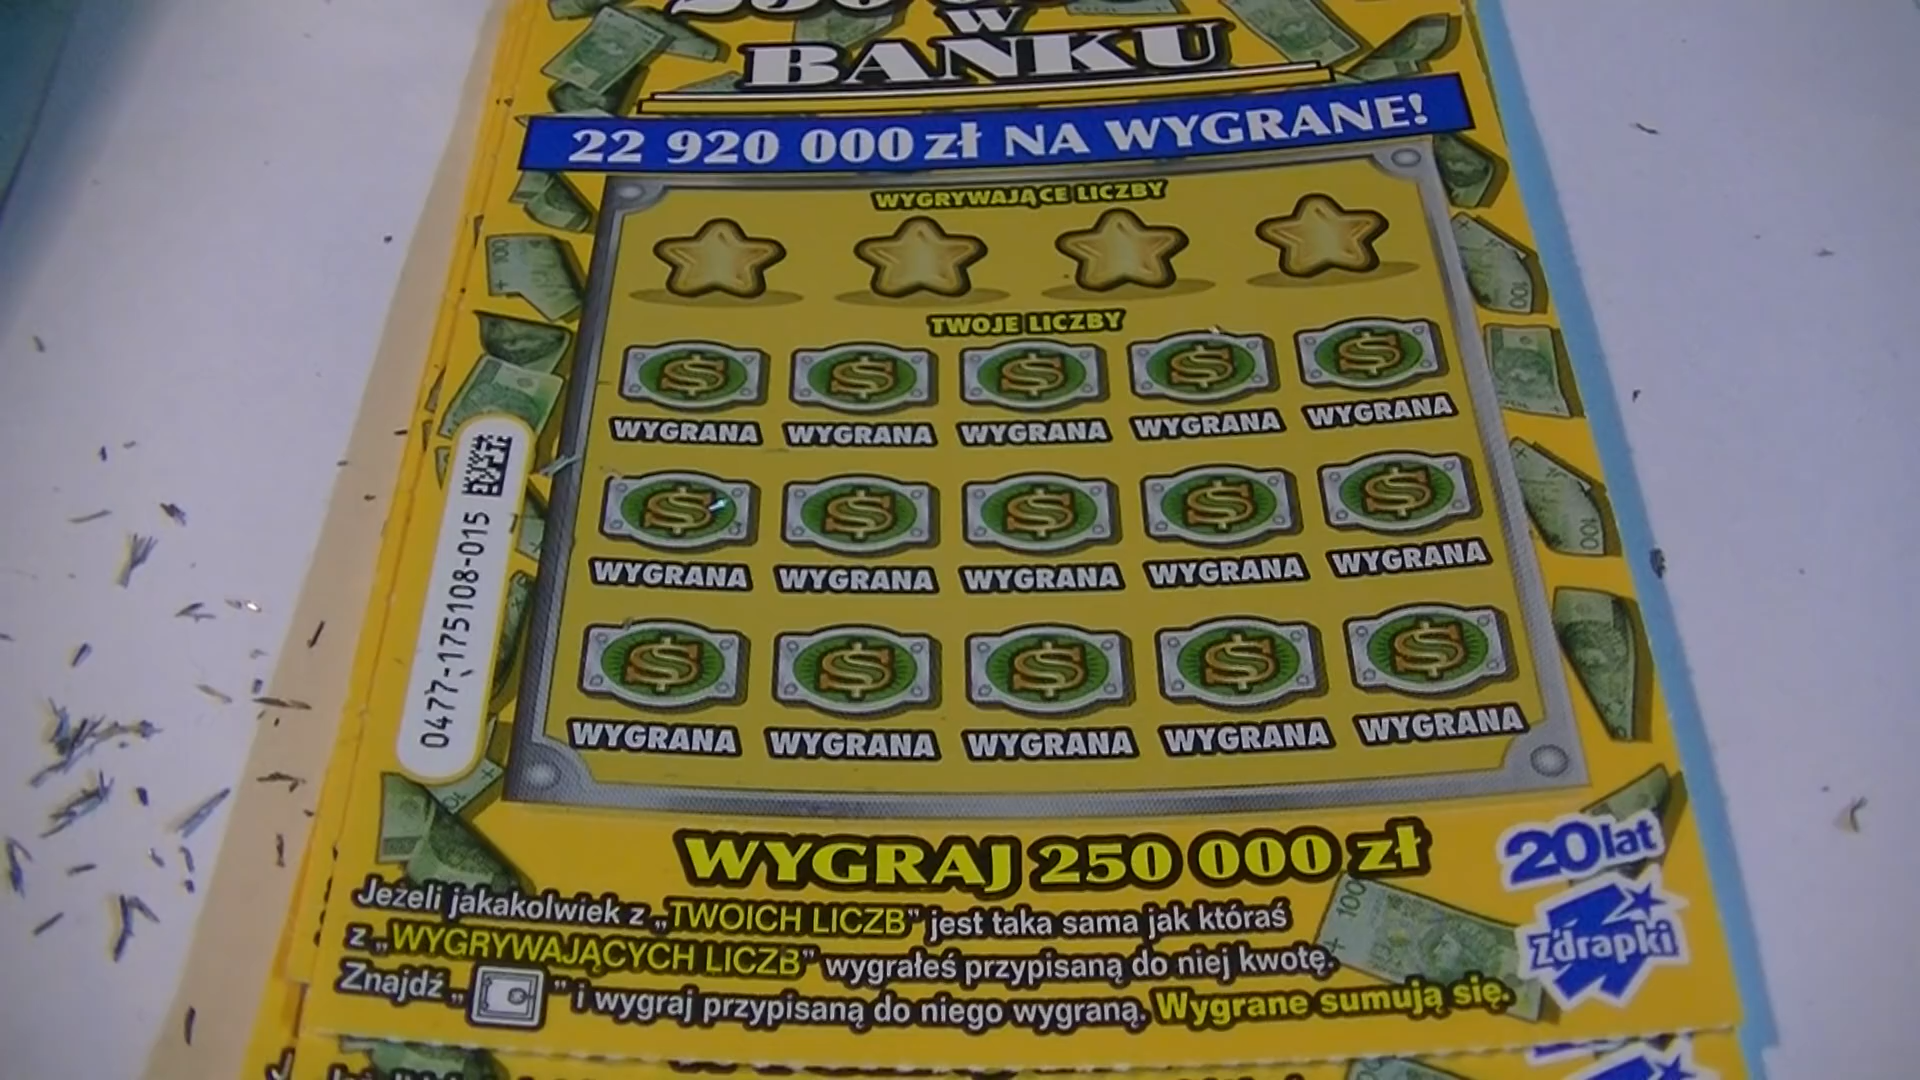 W
BANKU
22 920 000 zł NA WYGRANE!
WYGRYWAJĄCE LICZBY
TWOJE LICZBY
WYGRANA WYGRANA WYGRANA WYGRANA WYGRANA
WYGRANA WYGRANA WYGRANA WYGRANA WYGRANA
WYGRANA WYGRANA WYGRANA WYGRANA WYGRANA
0477-175108-015
WYGRAJ 250 000 zł
20 lat
Zdrapki
Jeżeli jakakolwiek z „TWOICH LICZB” jest taka sama jak któraś
z „WYGRYWAJĄCYCH LICZB” wygrałeś przypisaną do niej kwotę.
Znajdź „ ” i wygraj przypisaną do niego wygraną. Wygrane sumują się.